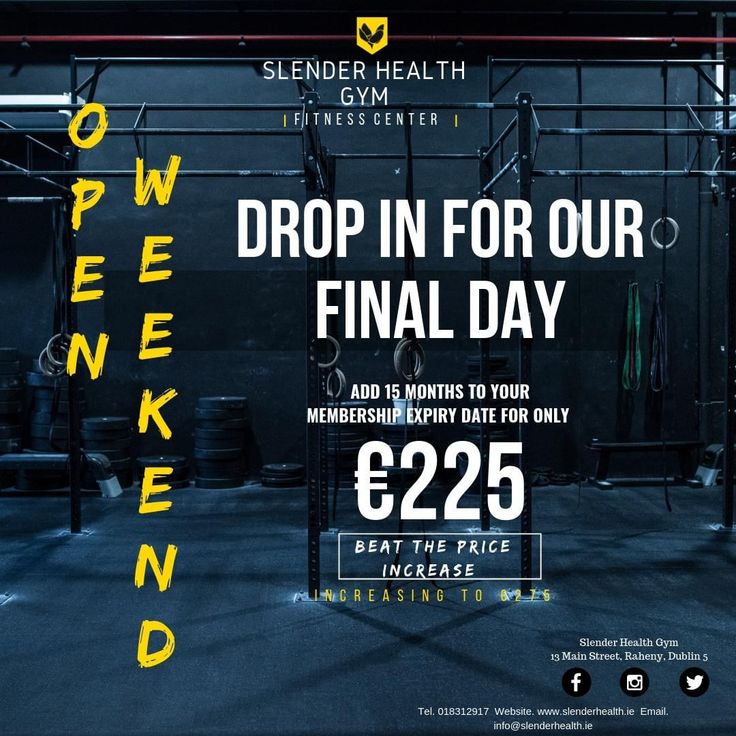 SLENDER HEALTH
GYM
| FITNESS CENTER |
OPEN
WEEKEND
DROP IN FOR OUR
FINAL DAY
ADD 15 MONTHS TO YOUR
MEMBERSHIP EXPIRY DATE FOR ONLY
€225
BEAT THE PRICE
INCREASE
INCREASING TO €275
Slender Health Gym
13 Main Street, Raheny, Dublin 5
Tel. 018312917 Website. www.slenderhealth.ie Email.
info@slenderhealth.ie